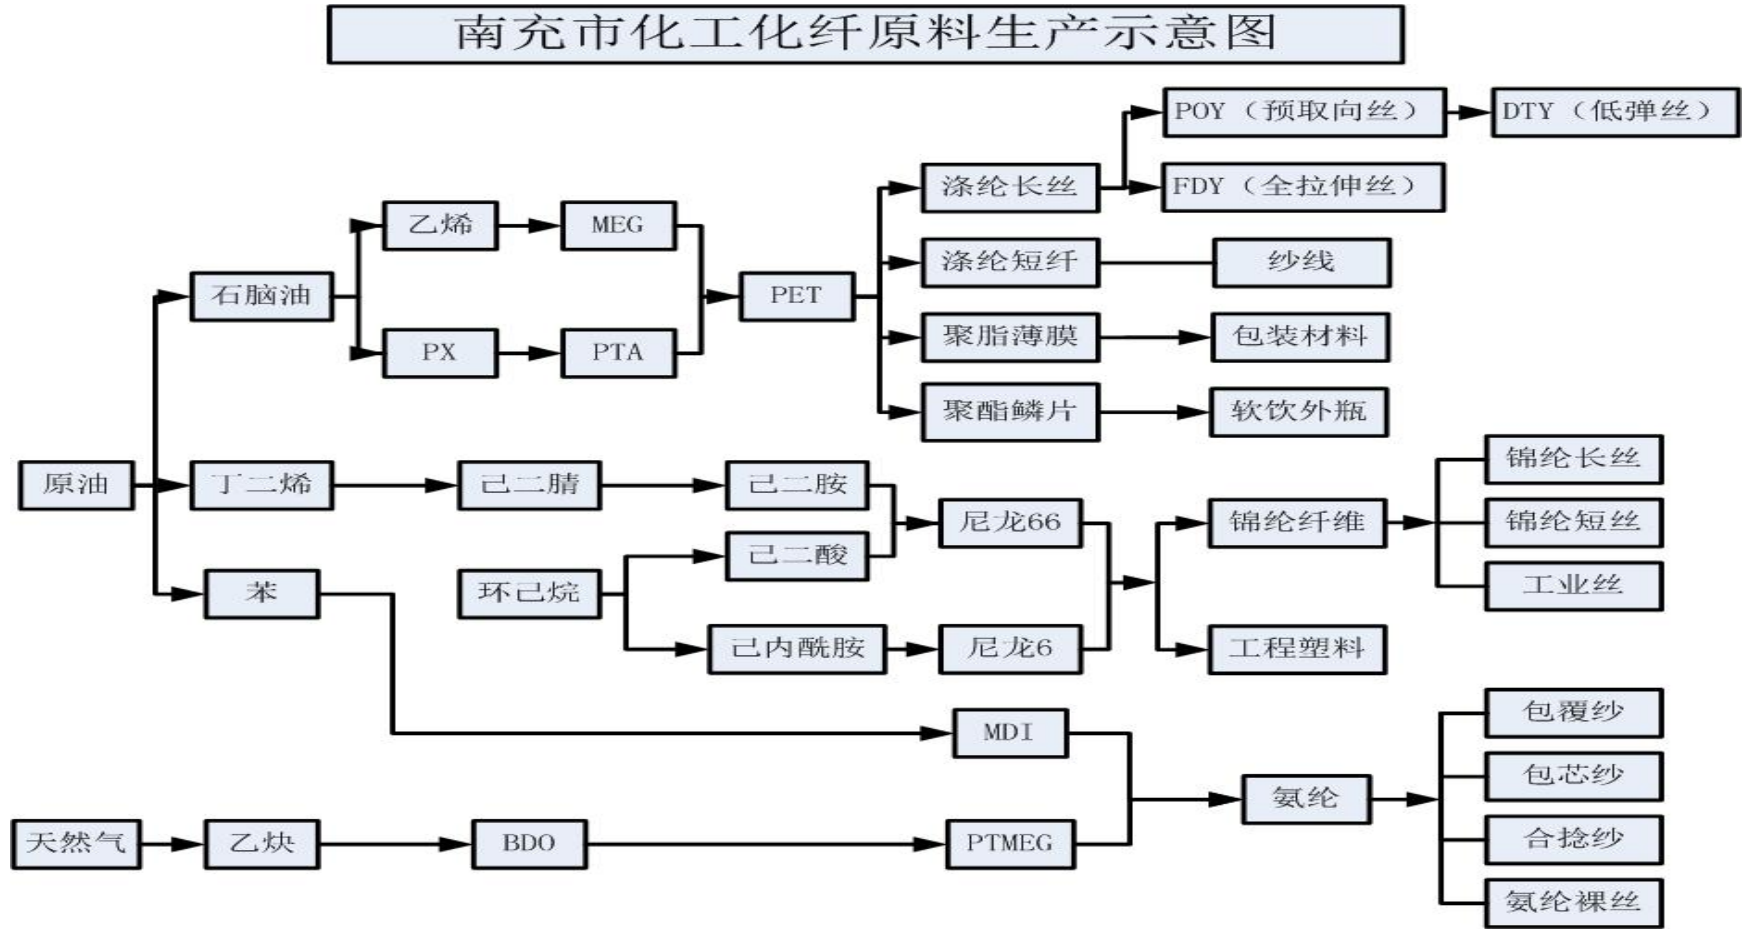 南充市化工化纤原料生产示意图
POY（预取向丝）
DTY（低弹丝）
涤纶长丝
FDY（全拉伸丝）
乙烯
MEG
涤纶短纤
纱线
石脑油
PET
PX
PTA
聚脂薄膜
包装材料
聚酯鳞片
软饮外瓶
原油
丁二烯
己二腈
己二胺
尼龙66
锦纶纤维
锦纶长丝
锦纶短丝
工业丝
己二酸
苯
环己烷
己内酰胺
尼龙6
工程塑料
MDI
包覆纱
包芯纱
氨纶
天然气
乙炔
BDO
PTMEG
合捻纱
氨纶裸丝